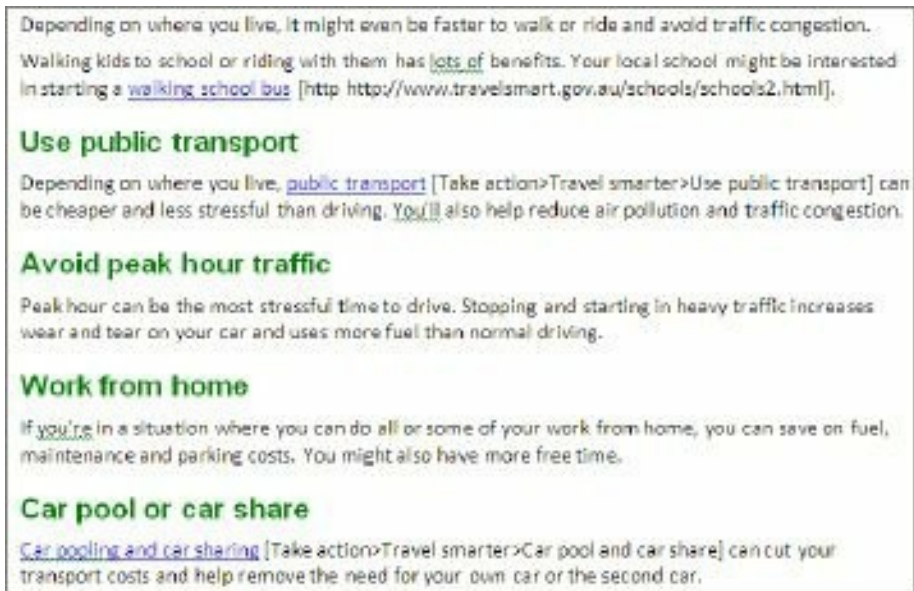 Depending on where you live, it might even be faster to walk or ride and avoid traffic congestion.
Walking kids to school or riding with them has lots of benefits. Your local school might be interested
in starting a walking school bus [http http://www.travelsmart.gov.au/schools/schools2.html].
Use public transport
Depending on where you live, public transport [Take action>Travel smarter>Use public transport] can
be cheaper and less stressful than driving. You'll also help reduce air pollution and traffic congestion.
Avoid peak hour traffic
Peak hour can be the most stressful time to drive. Stopping and starting in heavy traffic increases
wear and tear on your car and uses more fuel than normal driving.
Work from home
If you're in a situation where you can do all or some of your work from home, you can save on fuel,
maintenance and parking costs. You might also have more free time.
Car pool or car share
Car pooling and car sharing [Take action>Travel smarter>Car pool and car share] can cut your
transport costs and help remove the need for your own car or the second car.